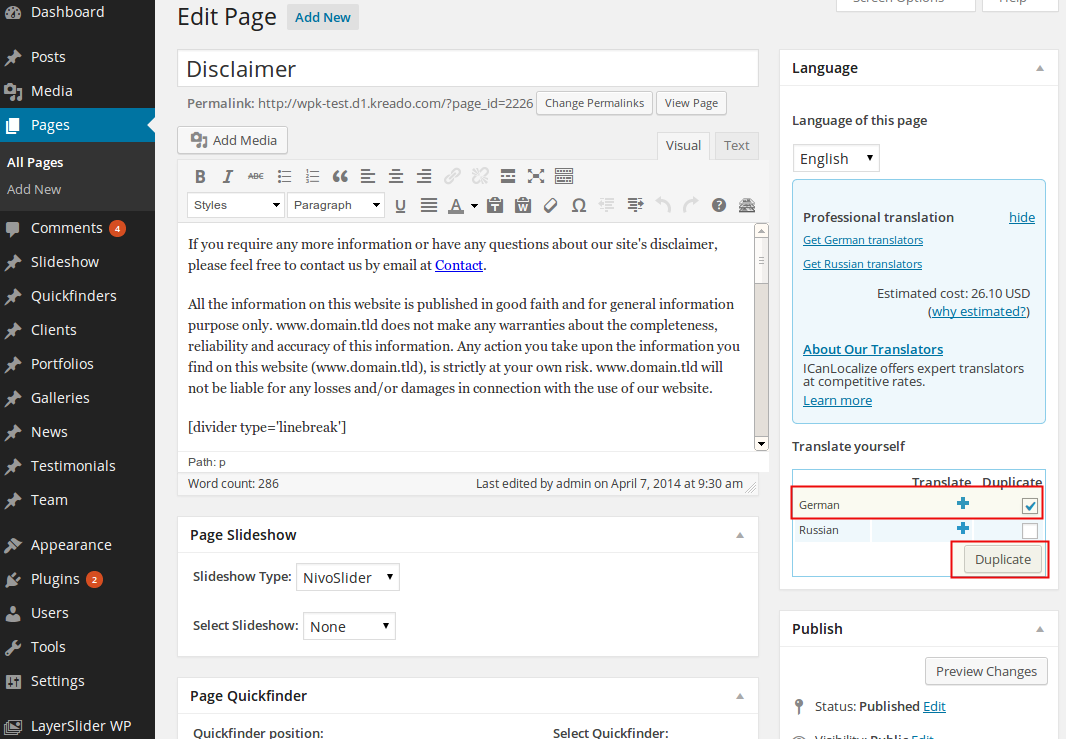 Dashboard
Posts
Media
Pages
All Pages
Add New
Comments 4
Slideshow
Quickfinders
Clients
Portfolios
Galleries
News
Testimonials
Team
Appearance
Plugins 2
Users
Tools
Settings
LayerSlider WP
Edit Page Add New
Screen Options Help
Disclaimer
Permalink: http://wpk-test.d1.kreado.com/?page_id=2226 Change Permalinks View Page
Add Media
Visual Text
B I ABC
Styles Paragraph U A T W Ω ?
If you require any more information or have any questions about our site's disclaimer,
please feel free to contact us by email at Contact.
All the information on this website is published in good faith and for general information
purpose only. www.domain.tld does not make any warranties about the completeness,
reliability and accuracy of this information. Any action you take upon the information you
find on this website (www.domain.tld), is strictly at your own risk. www.domain.tld will
not be liable for any losses and/or damages in connection with the use of our website.
[divider type='linebreak']
Path: p
Word count: 286 Last edited by admin on April 7, 2014 at 9:30 am
Page Slideshow
Slideshow Type: NivoSlider
Select Slideshow: None
Page Quickfinder
Quickfinder position: Select Quickfinder:
Language
Language of this page
English
Professional translation hide
Get German translators
Get Russian translators
Estimated cost: 26.10 USD
(why estimated?)
About Our Translators
ICanLocalize offers expert translators
at competitive rates.
Learn more
Translate yourself
Translate Duplicate
German
Russian
Duplicate
Publish
Preview Changes
Status: Published Edit
Visibility: Public Edit